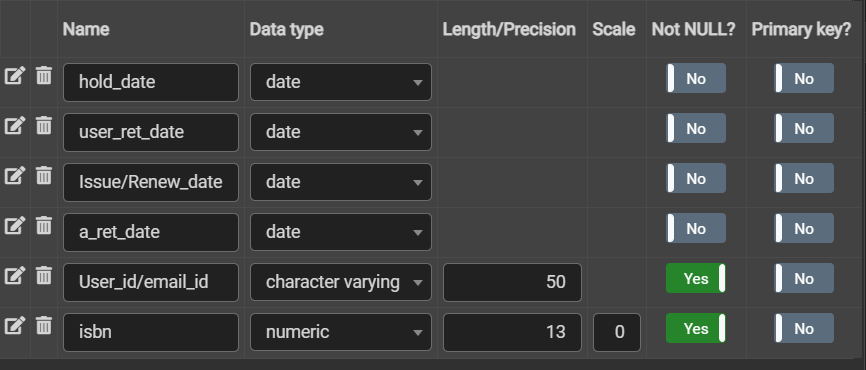 Name Data type Length/Precision Scale Not NULL? Primary key?
hold_date date No No
user_ret_date date No No
Issue/Renew_date date No No
a_ret_date date No No
User_id/email_id character varying 50 Yes No
isbn numeric 13 0 Yes No